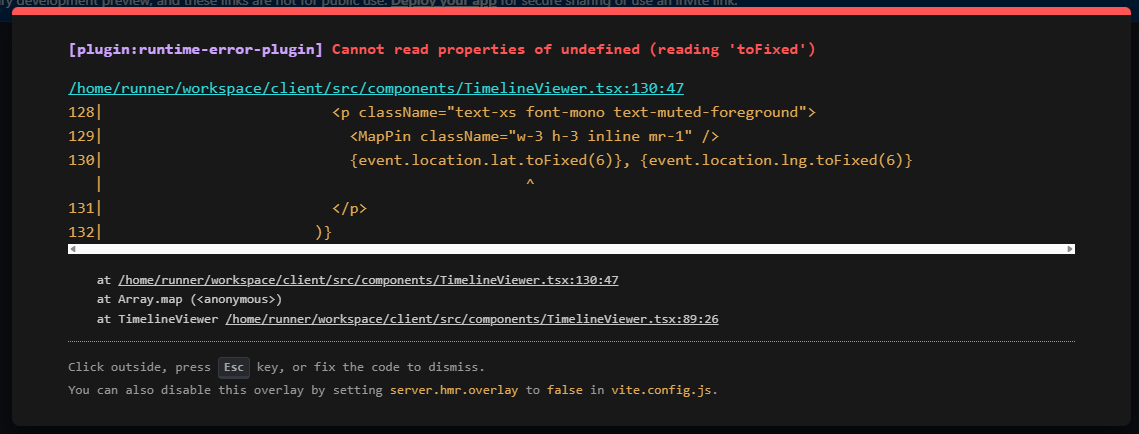 ry development preview, and these links are not for public use. Deploy your app for secure sharing or use an invite link.
[plugin:runtime-error-plugin] Cannot read properties of undefined (reading 'toFixed')
/home/runner/workspace/client/src/components/TimelineViewer.tsx:130:47
128|                          <p className="text-xs font-mono text-muted-foreground">
129|                            <MapPin className="w-3 h-3 inline mr-1" />
130|                            {event.location.lat.toFixed(6)}, {event.location.lng.toFixed(6)}
|                                                ^
131|                          </p>
132|                        )}
at /home/runner/workspace/client/src/components/TimelineViewer.tsx:130:47
at Array.map (<anonymous>)
at TimelineViewer /home/runner/workspace/client/src/components/TimelineViewer.tsx:89:26
Click outside, press Esc key, or fix the code to dismiss.
You can also disable this overlay by setting server.hmr.overlay to false in vite.config.js.